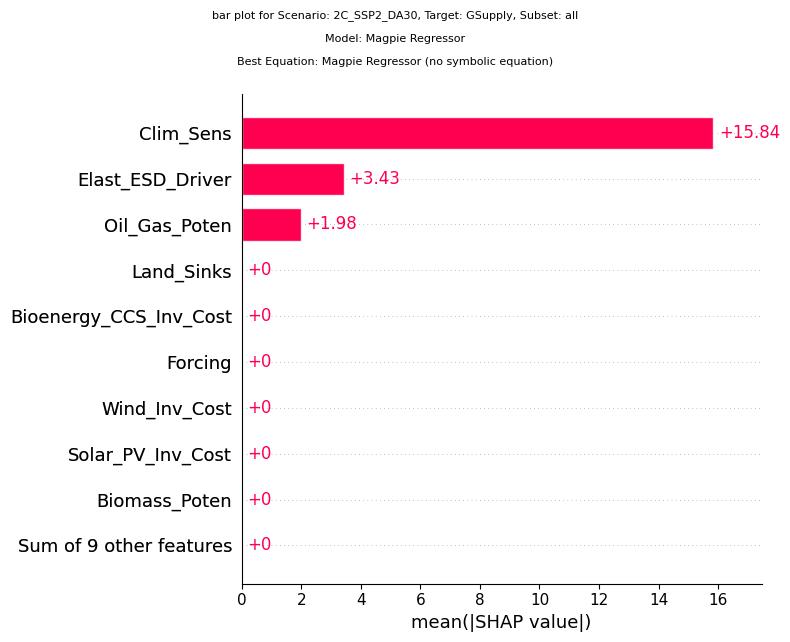 bar plot for Scenario: 2C_SSP2_DA30, Target: GSupply, Subset: all
Model: Magpie Regressor
Best Equation: Magpie Regressor (no symbolic equation)
Clim_Sens +15.84
Elast_ESD_Driver +3.43
Oil_Gas_Poten +1.98
Land_Sinks +0
Bioenergy_CCS_Inv_Cost +0
Forcing +0
Wind_Inv_Cost +0
Solar_PV_Inv_Cost +0
Biomass_Poten +0
Sum of 9 other features +0
0 2 4 6 8 10 12 14 16
mean(|SHAP value|)